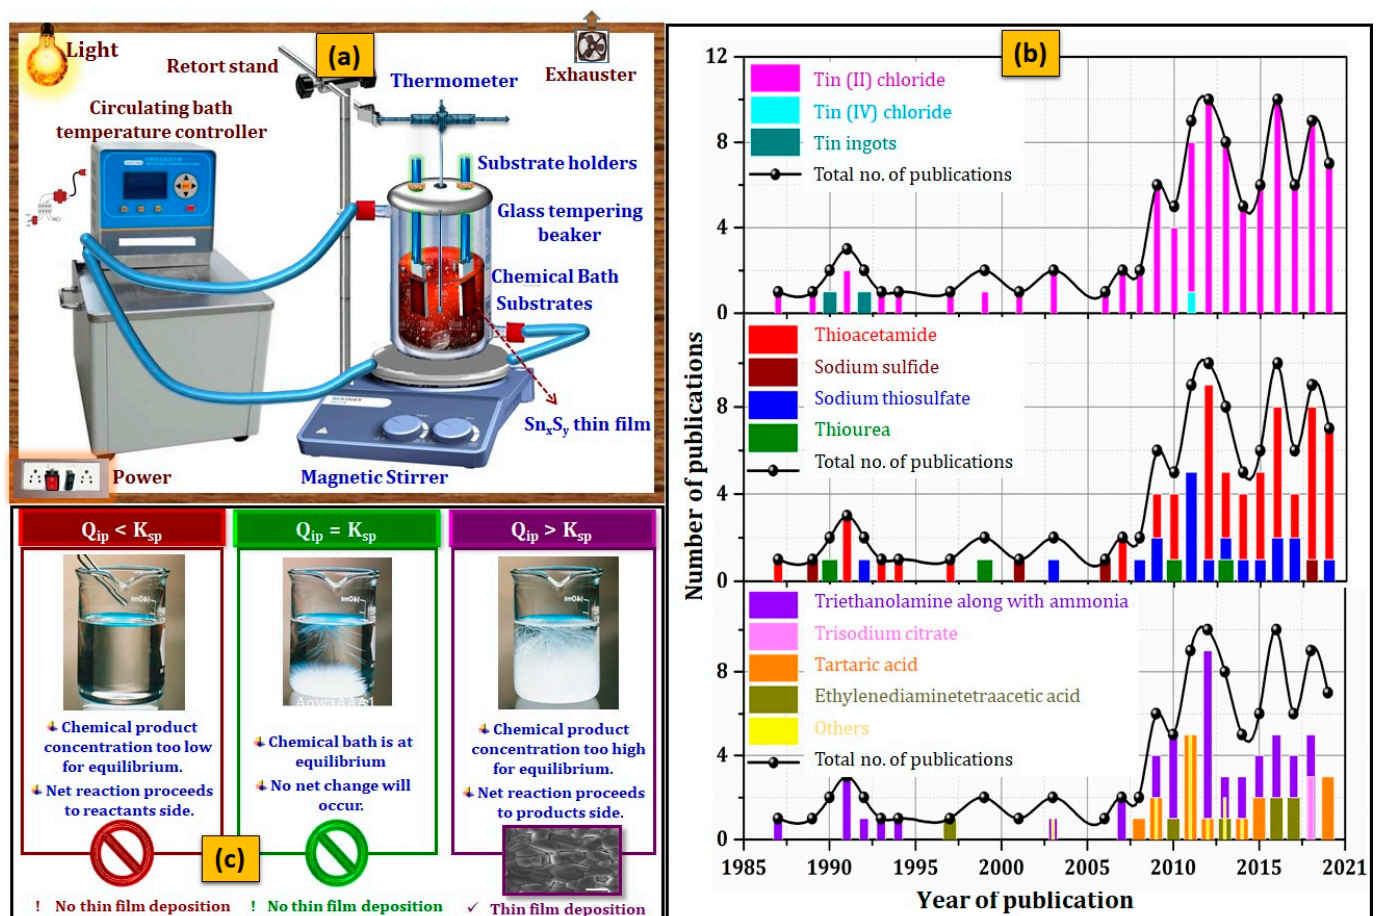 Light
(a)
Retort stand
Exhauster
Thermometer
Circulating bath
temperature controller
Substrate holders
Glass tempering
beaker
Chemical Bath
Substrates
SnxSy thin film
Power
Magnetic Stirrer
(b)
12
8
4
0
Tin (II) chloride
Tin (IV) chloride
Tin ingots
Total no. of publications
Number of publications
8
4
0
Thioacetamide
Sodium sulfide
Sodium thiosulfate
Thiourea
Total no. of publications
8
4
0
Triethanolamine along with ammonia
Trisodium citrate
Tartaric acid
Ethylenediaminetetraacetic acid
Others
Total no. of publications
1985
1990
1995
2000
2005
2010
2015
2021
Year of publication
Qip < Ksp
Qip = Ksp
Qip > Ksp
Chemical product
concentration too low
for equilibrium.
Net reaction proceeds
to reactants side.
Chemical bath is at
equilibrium
No net change will
occur.
Chemical product
concentration too high
for equilibrium.
Net reaction proceeds
to products side.
(c)
! No thin film deposition
! No thin film deposition
✓ Thin film deposition